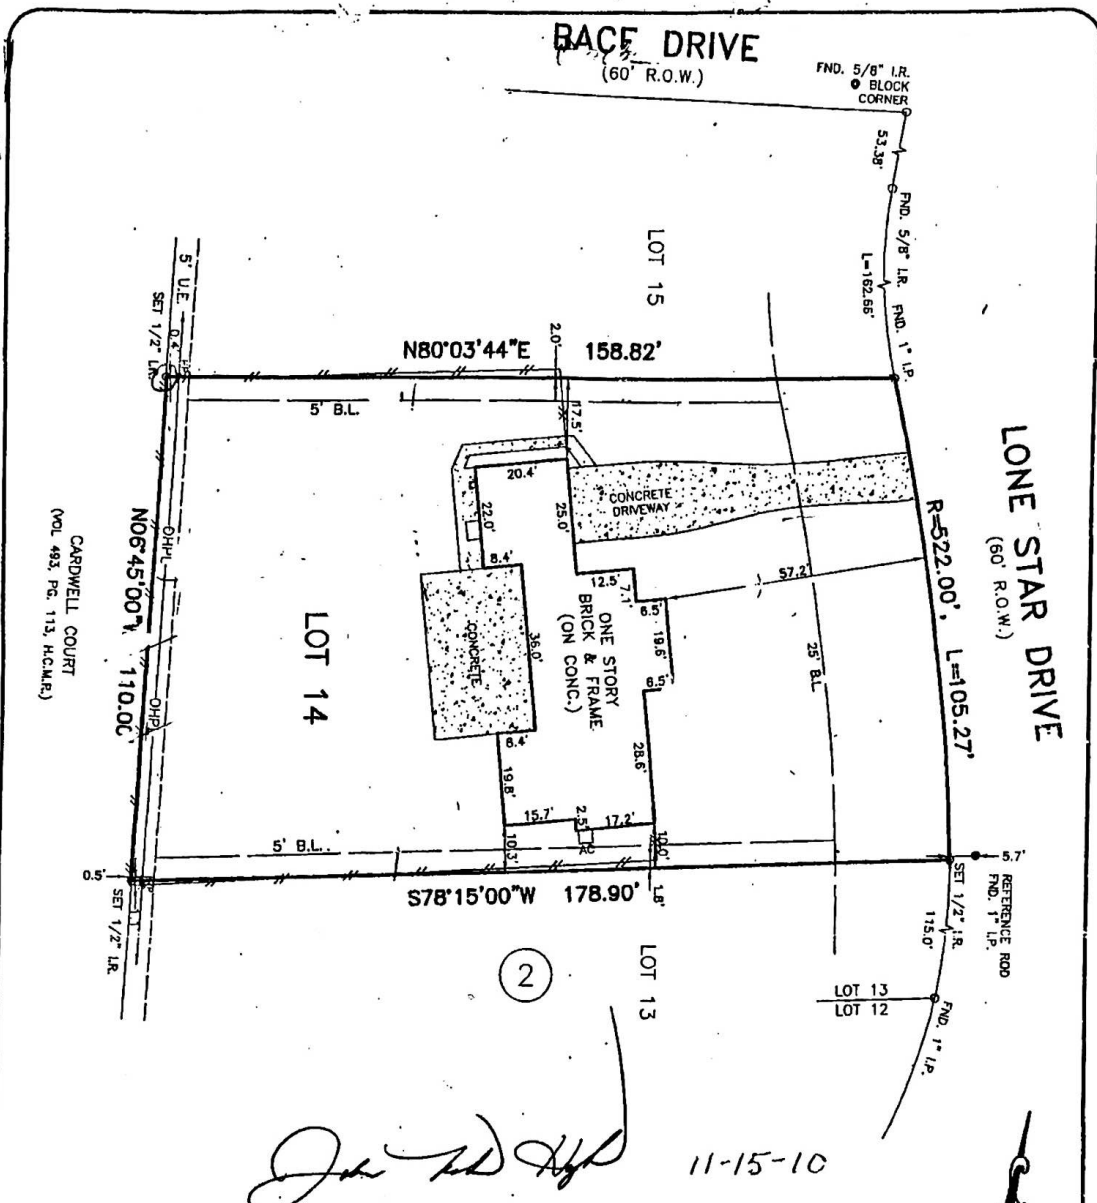 RACE DRIVE
(60' R.O.W.)
FND. 5/8" I.R.
BLOCK
CORNER
53.38'
FND. 5/8" I.R.
L=162.66'
FND. 1" I.P.
LOT 15
5' U.E.
SET 1/2" I.R.
0.4'
N80°03'44"E 158.82'
2.0'
5' B.L.
17.5'
LONE STAR DRIVE
(60' R.O.W.)
R=522.00', L=105.27'
20.4'
22.0'
25.0'
CONCRETE
DRIVEWAY
8.4'
12.5'
7.1'
57.2'
6.5'
19.6'
6.5'
ONE STORY
BRICK & FRAME
(ON CONC.)
36.0'
CONCRETE
25' B.L.
LOT 14
OHPL
N06°45'00"W 110.00'
OHPL
CARDWELL COURT
(VOL 493, PG. 113, H.C.M.R.)
6.4'
28.6'
19.8'
15.7'
2.5'
17.2'
AC
10.3'
10.0'
5' B.L.
0.5'
SET 1/2" I.R.
S78°15'00"W 178.90'
1.8'
5.7'
REFERENCE ROD
FND. 1" I.P.
SET 1/2" I.R.
115.0'
2
LOT 13
LOT 13
LOT 12
FND. 1" I.P.
11-15-10